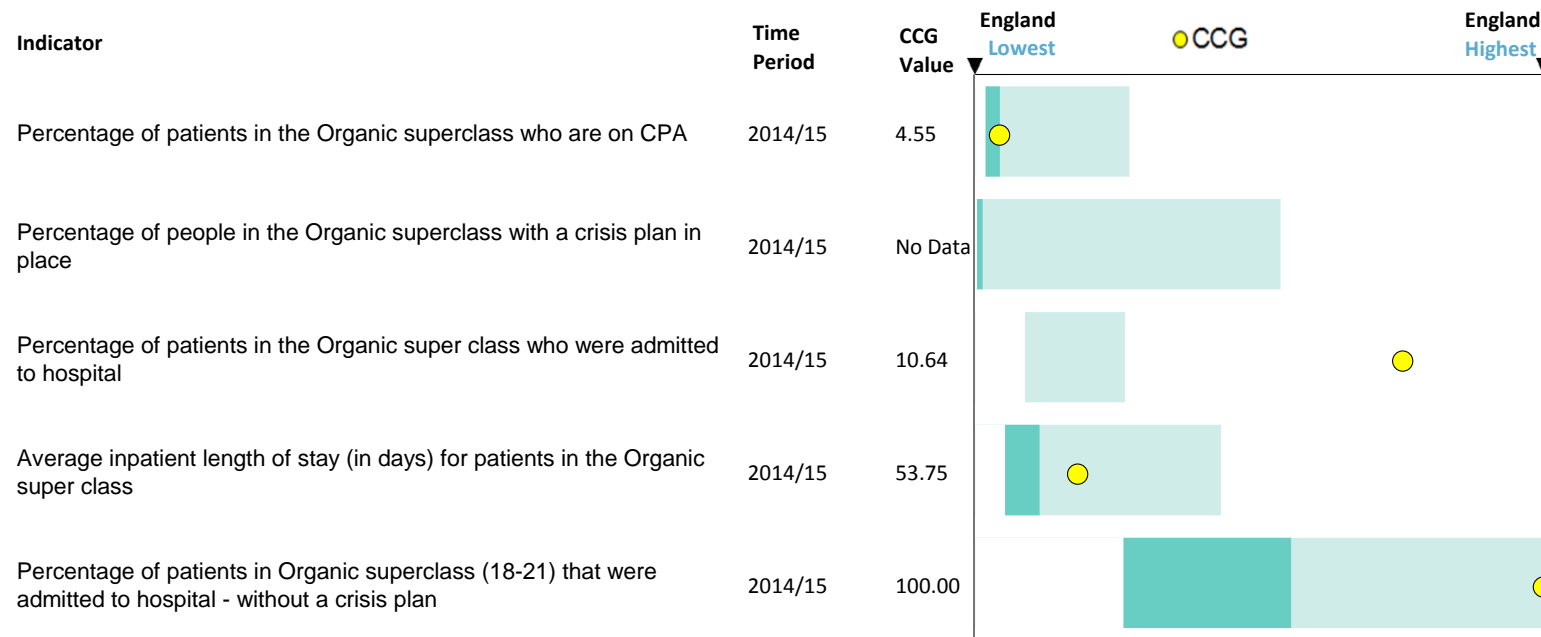 Indicator
Time Period
CCG Value
England Lowest
CCG
England Highest
Percentage of patients in the Organic superclass who are on CPA
2014/15
4.55
Percentage of people in the Organic superclass with a crisis plan in
place
2014/15
No Data
Percentage of patients in the Organic super class who were admitted
to hospital
2014/15
10.64
Average inpatient length of stay (in days) for patients in the Organic
super class
2014/15
53.75
Percentage of patients in Organic superclass (18-21) that were
admitted to hospital - without a crisis plan
2014/15
100.00